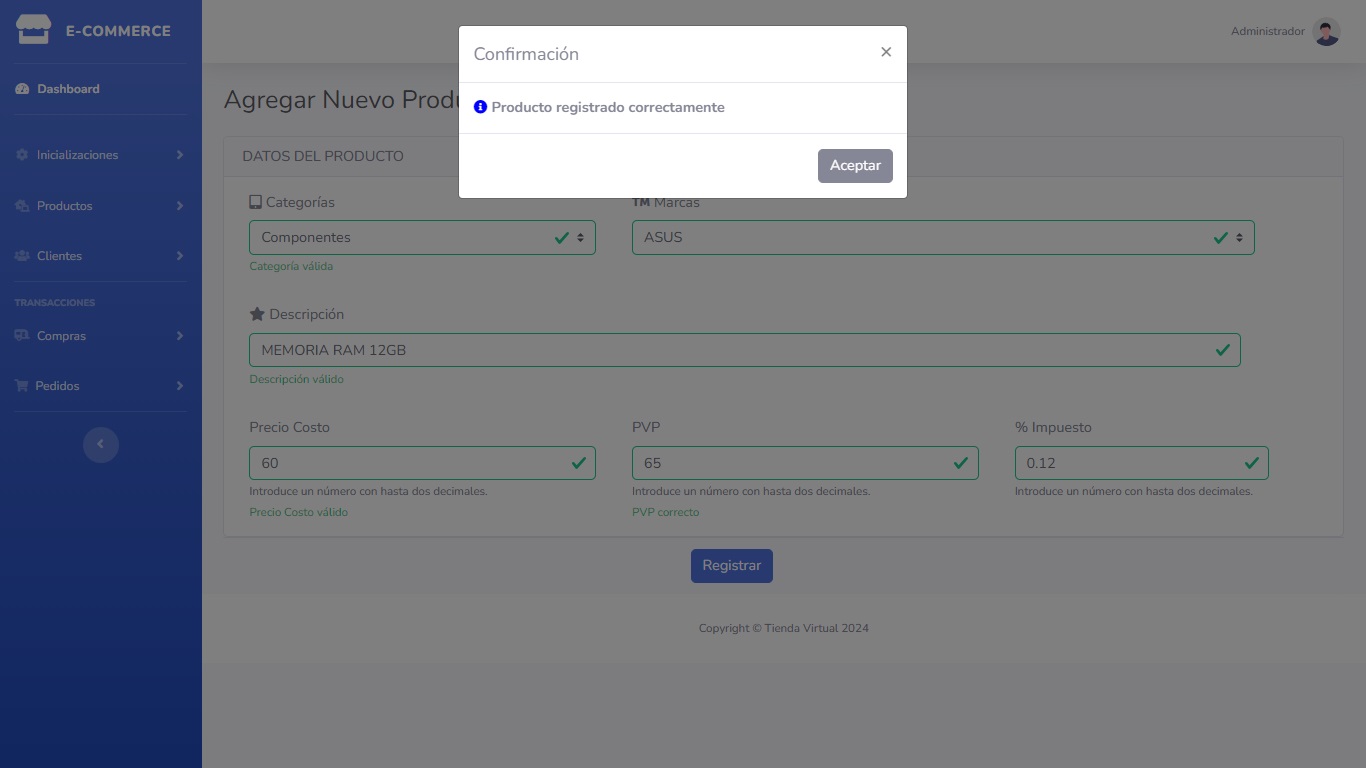 E-COMMERCE
Administrador
Confirmación
×
Dashboard
Agregar Nuevo Produ
Producto registrado correctamente
Aceptar
Inicializaciones
Productos
Clientes
TRANSACCIONES
Compras
Pedidos
DATOS DEL PRODUCTO
Categorías
TM Marcas
Componentes
ASUS
Categoría válida
Descripción
MEMORIA RAM 12GB
Descripción válido
Precio Costo
PVP
% Impuesto
60
65
0.12
Introduce un número con hasta dos decimales.
Introduce un número con hasta dos decimales.
Introduce un número con hasta dos decimales.
Precio Costo válido
PVP correcto
Registrar
Copyright © Tienda Virtual 2024